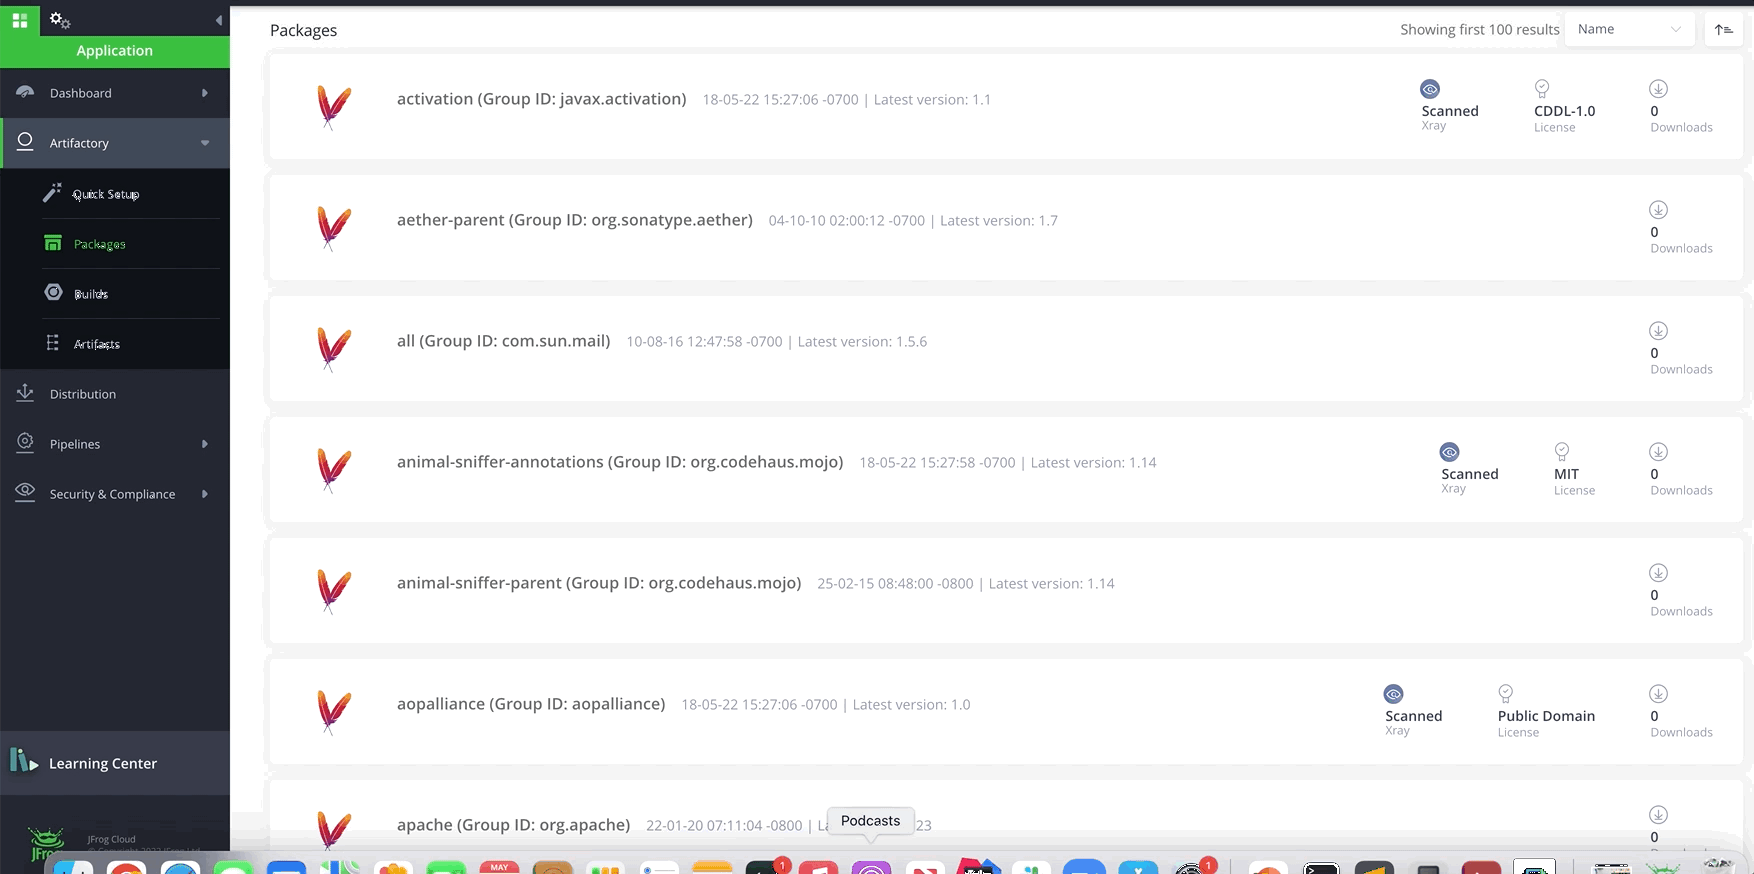 Application
Dashboard
Artifactory
Quick Setup
Packages
Builds
Artifacts
Distribution
Pipelines
Security & Compliance
Learning Center
JFrog
JFrog Cloud
Packages
Showing first 100 results
Name
activation (Group ID: javax.activation) 18-05-22 15:27:06 -0700 | Latest version: 1.1
Scanned
Xray
CDDL-1.0
License
0
Downloads
aether-parent (Group ID: org.sonatype.aether) 04-10-10 02:00:12 -0700 | Latest version: 1.7
0
Downloads
all (Group ID: com.sun.mail) 10-08-16 12:47:58 -0700 | Latest version: 1.5.6
0
Downloads
animal-sniffer-annotations (Group ID: org.codehaus.mojo) 18-05-22 15:27:58 -0700 | Latest version: 1.14
Scanned
Xray
MIT
License
0
Downloads
animal-sniffer-parent (Group ID: org.codehaus.mojo) 25-02-15 08:48:00 -0800 | Latest version: 1.14
0
Downloads
aopalliance (Group ID: aopalliance) 18-05-22 15:27:06 -0700 | Latest version: 1.0
Scanned
Xray
Public Domain
License
0
Downloads
apache (Group ID: org.apache) 22-01-20 07:11:04 -0800 | 23
0
Podcasts
MAY
1
1